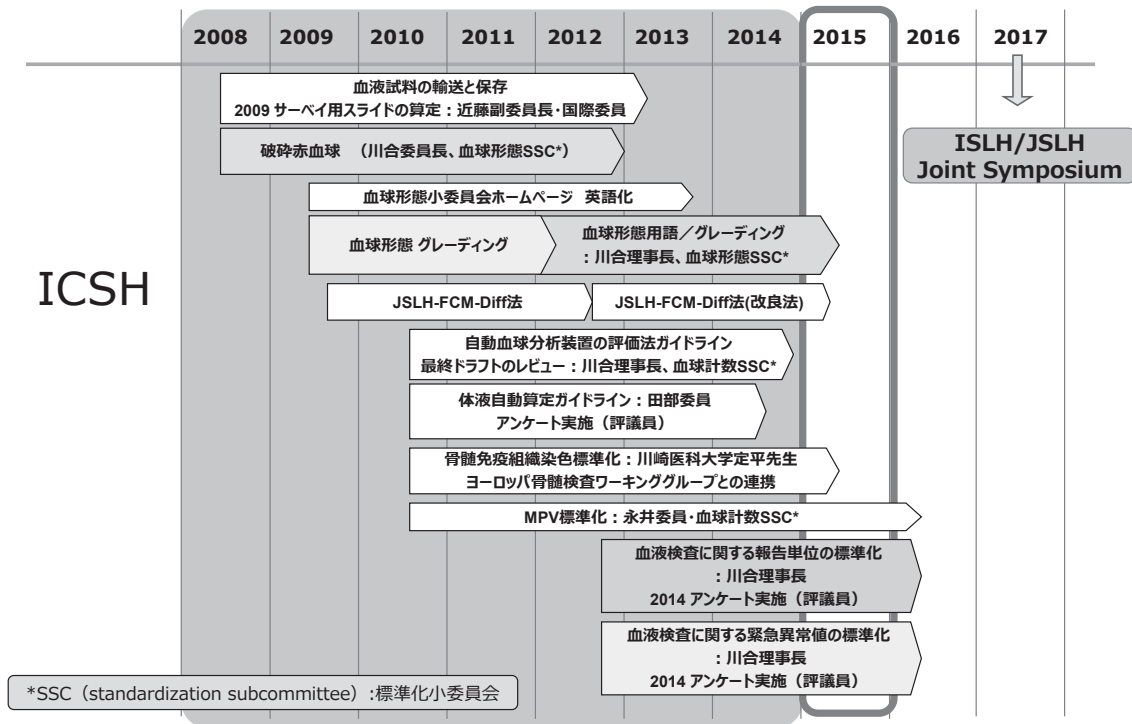 2008 2009 2010 2011 2012 2013 2014 2015 2016 2017
血液試料の輸送と保存
2009 サーベイ用スライドの算定:近藤副委員長・国際委員
破砕赤血球 (川合委員長、血球形態SSC*)
ISLH/JSLH
Joint Symposium
血球形態小委員会ホームページ 英語化
血球形態 グレーディング
血球形態用語/グレーディング
:川合理事長、血球形態SSC*
ICSH
JSLH-FCM-Diff法
JSLH-FCM-Diff法(改良法)
自動血球分析装置の評価法ガイドライン
最終ドラフトのレビュー:川合理事長、血球計数SSC*
体液自動算定ガイドライン:田部委員
アンケート実施(評議員)
骨髄免疫組織染色標準化:川崎医科大学定平先生
ヨーロッパ骨髄検査ワーキンググループとの連携
MPV標準化:永井委員・血球計数SSC*
血液検査に関する報告単位の標準化
:川合理事長
2014 アンケート実施(評議員)
血液検査に関する緊急異常値の標準化
:川合理事長
2014 アンケート実施(評議員)
*SSC(standardization subcommittee):標準化小委員会